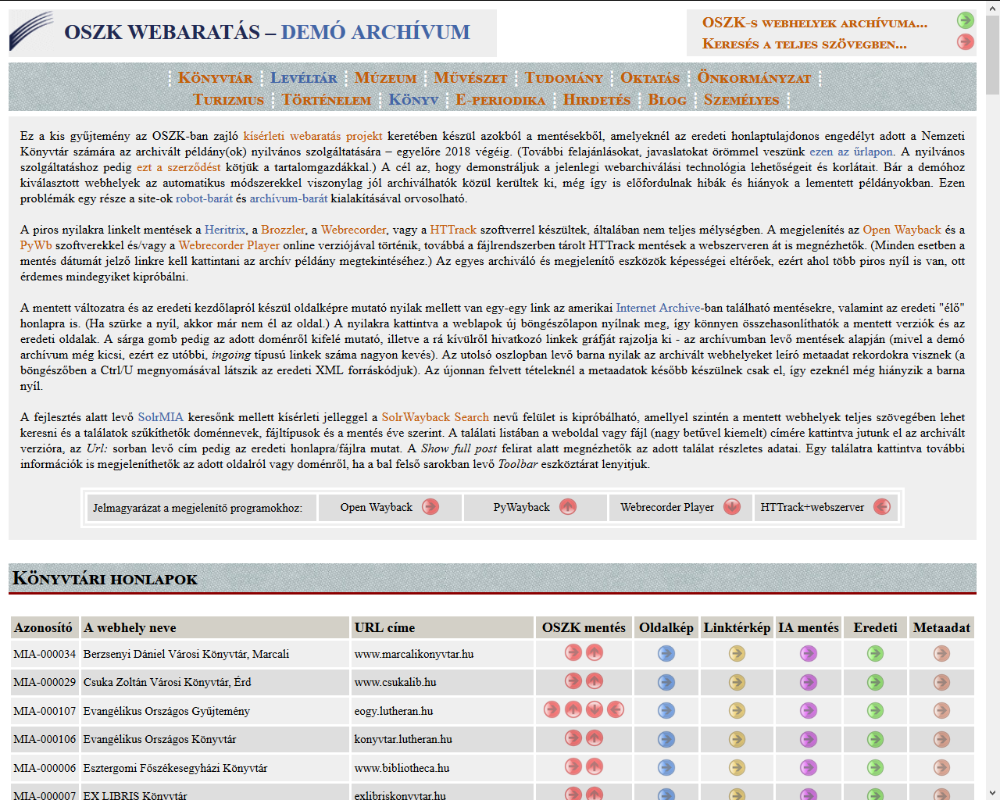 OSZK WEBARATÁS – DEMÓ ARCHÍVUM
OSZK-S WEBHELYEK ARCHÍVUMA...
KERESÉS A TELJES SZÖVEGBEN...
KÖNYVTÁR LEVÉLTÁR MÚZEUM MŰVÉSZET TUDOMÁNY OKTATÁS ÖNKORMÁNYZAT
TURIZMUS TÖRTÉNELEM KÖNYV E-PERIODIKA HIRDETÉS BLOG SZEMÉLYES
Ez a kis gyűjtemény az OSZK-ban zajló kísérleti webaratás projekt keretében készül azokból a mentésekből, amelyeknél az eredeti honlaptulajdonos engedélyt adott a Nemzeti
Könyvtár számára az archivált példány(ok) nyilvános szolgáltatására – egyelőre 2018 végéig. (További felajánlásokat, javaslatokat örömmel veszünk ezen az űrlapon. A nyilvános
szolgáltatáshoz pedig ezt a szerződést kötjük a tartalomgazdákkal.) A cél az, hogy demonstráljuk a jelenlegi webarchiválási technológia lehetőségeit és korlátait. Bár a demóhoz
kiválasztott webhelyek az automatikus módszerekkel viszonylag jól archiválhatók közül kerültek ki, még így is előfordulnak hibák és hiányok a lementett példányokban. Ezen
problémák egy része a site-ok robot-barát és archívum-barát kialakításával orvosolható.
A piros nyilakra linkelt mentések a Heritrix, a Brozzler, a Webrecorder, vagy a HTTrack szoftverrel készültek, általában nem teljes mélységben. A megjelenítés az Open Wayback és a
PyWb szoftverekkel és/vagy a Webrecorder Player online verziójával történik, továbbá a fájlrendszerben tárolt HTTrack mentések a webszerveren át is megnézhetők. (Minden esetben a
mentés dátumát jelző linkre kell kattintani az archív példány megtekintéséhez.) Az egyes archiváló és megjelenítő eszközök képességei eltérőek, ezért ahol több piros nyíl is van, ott
érdemes mindegyiket kipróbálni.
A mentett változatra és az eredeti kezdőlapról készül oldalképre mutató nyilak mellett van egy-egy link az amerikai Internet Archive-ban található mentésekre, valamint az eredeti "élő"
honlapra is. (Ha szürke a nyíl, akkor már nem él az oldal.) A nyilakra kattintva a weblapok új böngészőlapon nyílnak meg, így könnyen összehasonlíthatók a mentett verziók és az
eredeti oldalak. A sárga gomb pedig az adott doménről kifelé mutató, illetve a rá kívülről hivatkozó linkek gráfját rajzolja ki - az archívumban levő mentések alapján (mivel a demó
archívum még kicsi, ezért ez utóbbi, ingoing típusú linkek száma nagyon kevés). Az utolsó oszlopban levő barna nyilak az archivált webhelyeket leíró metaadat rekordokra visznek (a
böngészőben a Ctrl/U megnyomásával látszik az eredeti XML forráskódjuk). Az újonnan felvett tételeknél a metaadatok később készülnek csak el, így ezeknél még hiányzik a barna
nyíl.
A fejlesztés alatt levő SolrMIA keresőnk mellett kísérleti jelleggel a SolrWayback Search nevű felület is kipróbálható, amellyel szintén a mentett webhelyek teljes szövegében lehet
keresni és a találatok szűkíthetők doménnevek, fájltípusok és a mentés éve szerint. A találati listában a weboldal vagy fájl (nagy betűvel kiemelt) címére kattintva jutunk el az archivált
verzióra, az Url: sorban levő cím pedig az eredeti honlapra/fájlra mutat. A Show full post felirat alatt megnézhetők az adott találat részletes adatai. Egy találatra kattintva további
információk is megjeleníthetők az adott oldalról vagy doménről, ha a bal felső sarokban levő Toolbar eszköztárat lenyitjuk.
Jelmagyarázat a megjelenítő programokhoz: Open Wayback PyWayback Webrecorder Player HTTrack+webszerver
KÖNYVTÁRI HONLAPOK
Azonosító A webhely neve URL címe OSZK mentés Oldalkép Linktérkép IA mentés Eredeti Metaadat
MIA-000034 Berzsenyi Dániel Városi Könyvtár, Marcali www.marcalikonyvtar.hu
MIA-000029 Csuka Zoltán Városi Könyvtár, Érd www.csukalib.hu
MIA-000107 Evangélikus Országos Gyűjtemény eogy.lutheran.hu
MIA-000106 Evangélikus Országos Könyvtár konyvtar.lutheran.hu
MIA-000006 Esztergomi Főszékesegyházi Könyvtár www.bibliotheca.hu
MIA-000007 EX LIBRIS Könyvtár exlibriskonyvtar.hu